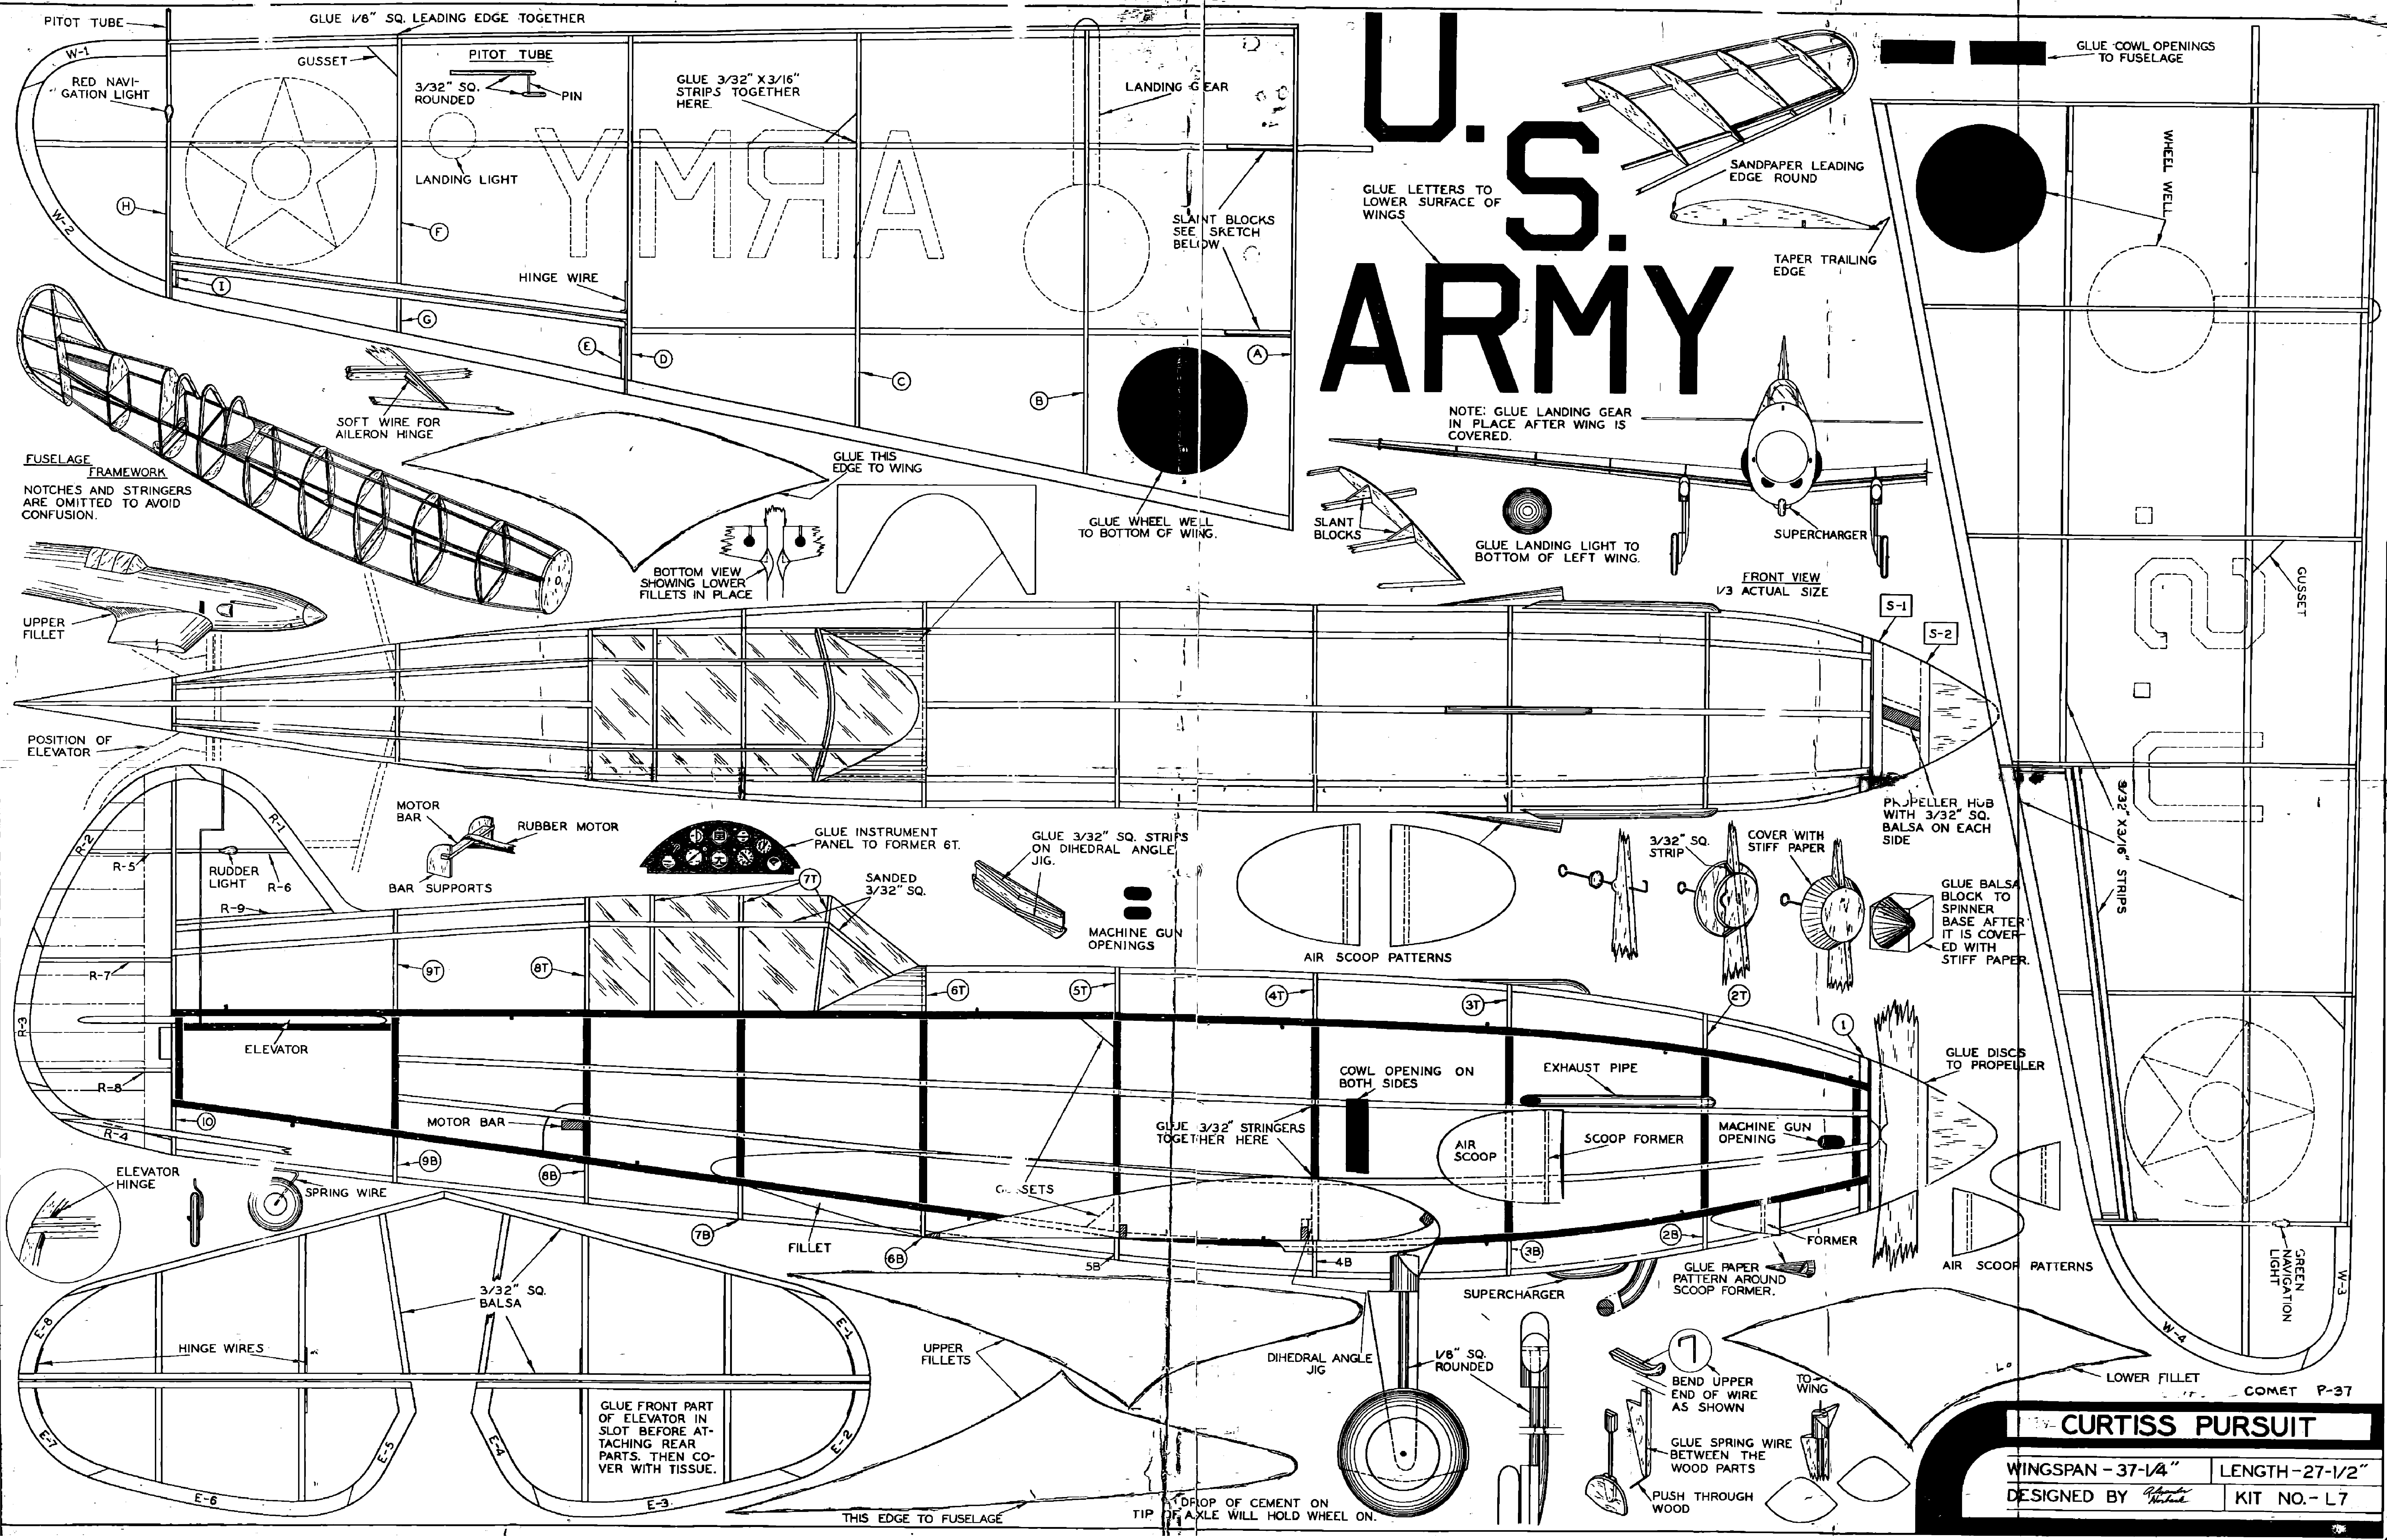 PITOT TUBE
GLUE 1/8" SQ. LEADING EDGE TOGETHER
W-1
GUSSET
PITOT TUBE
RED NAVI-
GATION LIGHT
3/32" SQ.
ROUNDED
PIN
GLUE 3/32" X 3/16"
STRIPS TOGETHER
HERE.
LANDING GEAR
LANDING LIGHT
YMRA
H
W-2
F
SLANT BLOCKS
SEE SKETCH
BELOW
I
HINGE WIRE
G
E
D
C
B
A
SOFT WIRE FOR
AILERON HINGE
FUSELAGE
FRAMEWORK
NOTCHES AND STRINGERS
ARE OMITTED TO AVOID
CONFUSION.
GLUE THIS
EDGE TO WING
GLUE WHEEL WELL
TO BOTTOM OF WING.
BOTTOM VIEW
SHOWING LOWER
FILLETS IN PLACE
UPPER
FILLET
U.
S.
ARMY
GLUE LETTERS TO
LOWER SURFACE OF
WINGS
GLUE COWL OPENINGS
TO FUSELAGE
SANDPAPER LEADING
EDGE ROUND
TAPER TRAILING
EDGE
WHEEL WELL
NOTE: GLUE LANDING GEAR
IN PLACE AFTER WING IS
COVERED.
SLANT
BLOCKS
GLUE LANDING LIGHT TO
BOTTOM OF LEFT WING.
SUPERCHARGER
FRONT VIEW
1/3 ACTUAL SIZE
GUSSET
U.S.
S-1
S-2
POSITION OF
ELEVATOR
PROPELLER HUB
WITH 3/32" SQ.
BALSA ON EACH
SIDE
3/32" X 3/16" STRIPS
R-1
R-2
R-5
RUDDER
LIGHT
R-6
R-9
R-7
R-3
R-8
R-4
MOTOR
BAR
RUBBER MOTOR
BAR SUPPORTS
GLUE INSTRUMENT
PANEL TO FORMER 6T.
7T
SANDED
3/32" SQ.
GLUE 3/32" SQ. STRIPS
ON DIHEDRAL ANGLE
JIG.
MACHINE GUN
OPENINGS
AIR SCOOP PATTERNS
3/32" SQ.
STRIP
COVER WITH
STIFF PAPER
GLUE BALSA
BLOCK TO
SPINNER
BASE AFTER
IT IS COVER-
ED WITH
STIFF PAPER.
9T
8T
6T
5T
4T
3T
2T
1
ELEVATOR
COWL OPENING ON
BOTH SIDES
EXHAUST PIPE
GLUE DISCS
TO PROPELLER
10
MOTOR BAR
GLUE 3/32" STRINGERS
TOGETHER HERE
AIR
SCOOP
SCOOP FORMER
MACHINE GUN
OPENING
9B
8B
7B
6B
5B
4B
3B
2B
FILLET
FORMER
ELEVATOR
HINGE
SPRING WIRE
GLUE PAPER
PATTERN AROUND
SCOOP FORMER.
SUPERCHARGER
AIR SCOOP PATTERNS
GREEN
NAVIGATION
LIGHT
W-3
W-4
3/32" SQ.
BALSA
E-8
E-1
HINGE WIRES
UPPER
FILLETS
DIHEDRAL ANGLE
JIG
1/8" SQ.
ROUNDED
BEND UPPER
END OF WIRE
AS SHOWN
TO
WING
LOWER FILLET
COMET P-37
GLUE FRONT PART
OF ELEVATOR IN
SLOT BEFORE AT-
TACHING REAR
PARTS. THEN CO-
VER WITH TISSUE.
E-7
E-5
E-4
E-2
E-6
E-3
GLUE SPRING WIRE
BETWEEN THE
WOOD PARTS
PUSH THROUGH
WOOD
THIS EDGE TO FUSELAGE
DROP OF CEMENT ON
TIP OF AXLE WILL HOLD WHEEL ON.
CURTISS PURSUIT
WINGSPAN - 37-1/4"
LENGTH - 27-1/2"
DESIGNED BY
KIT NO. - L7